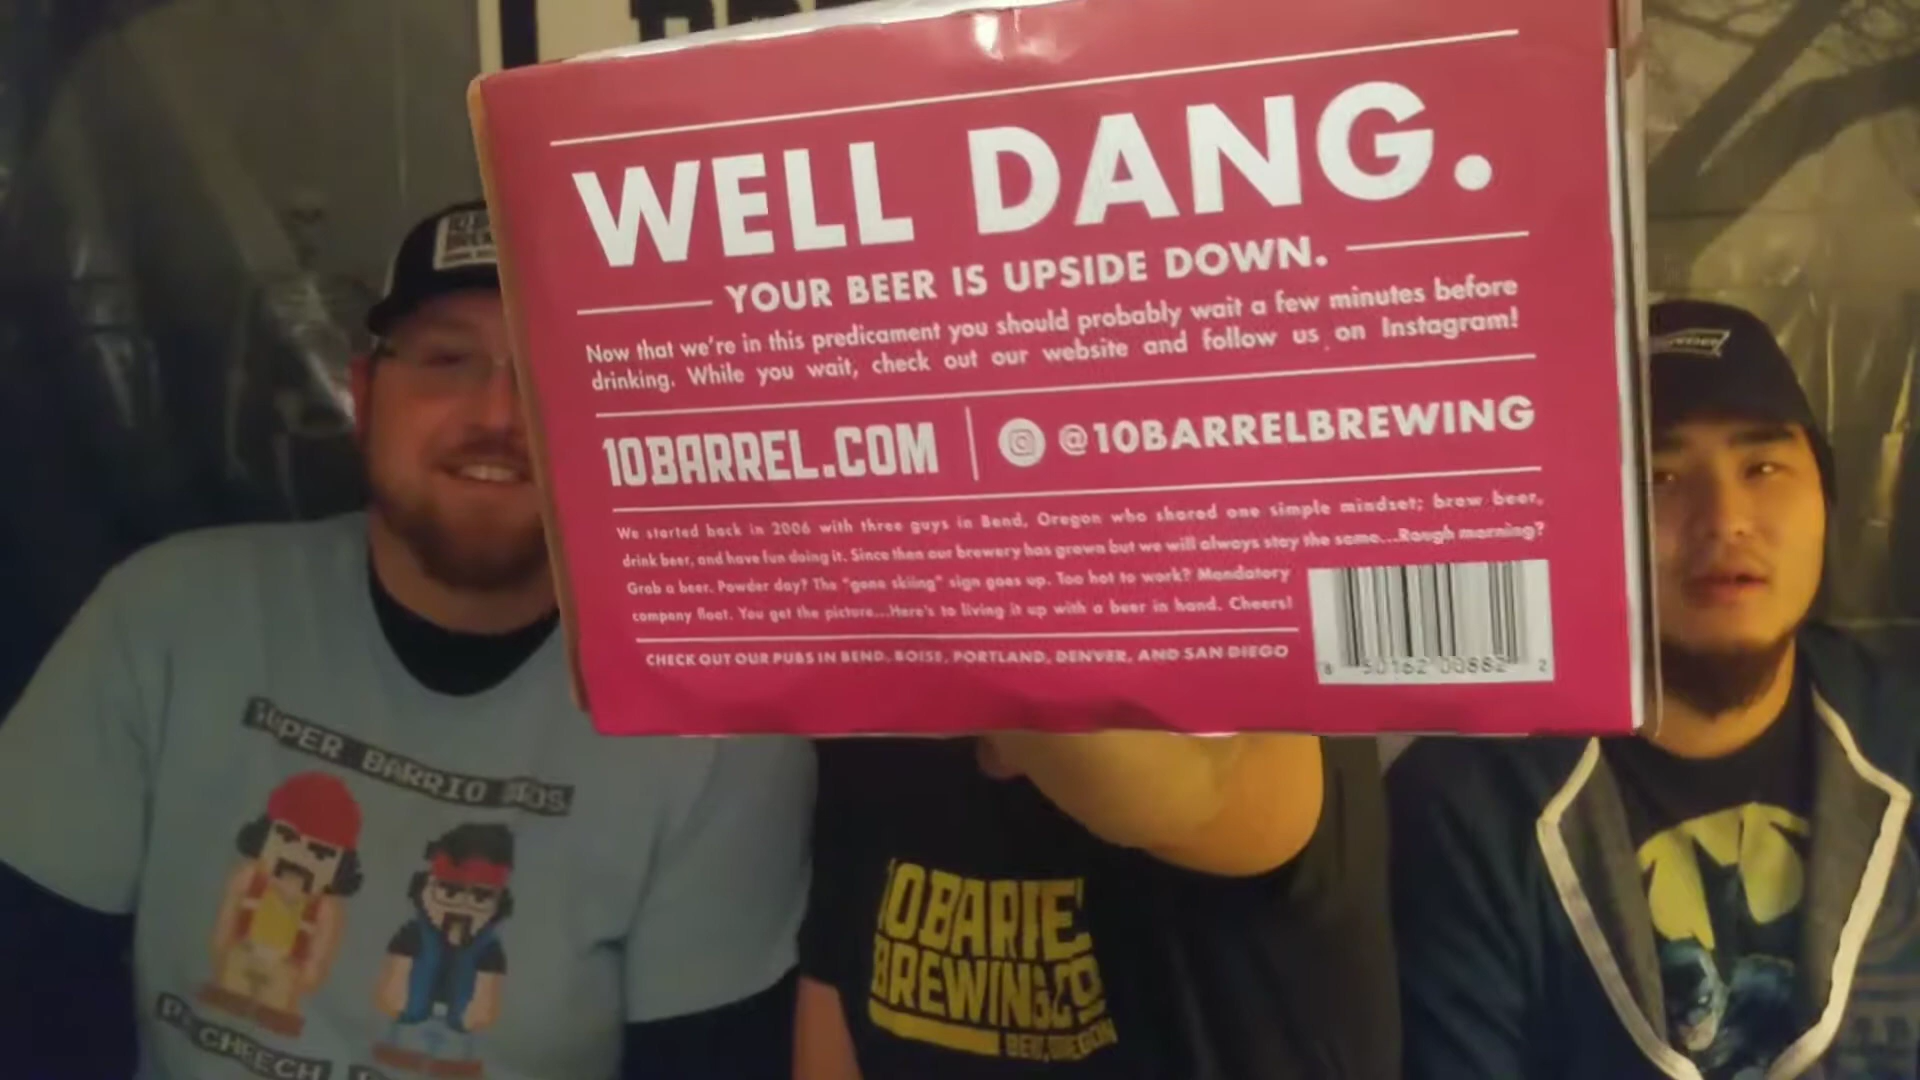 WELL DANG.
YOUR BEER IS UPSIDE DOWN.
Now that we're in this predicament you should probably wait a few minutes before
drinking. While you wait, check out our website and follow us on Instagram!
10BARREL.COM | @10BARRELBREWING
We started back in 2006 with three guys in Bend, Oregon who shared one simple mindset; brew beer,
drink beer, and have fun doing it. Since then our brewery has grown but we will always stay the same...Rough morning?
Grab a beer. Powder day? The "gone skiing" sign goes up. Too hot to work? Mandatory
company float. You get the picture...Here's to living it up with a beer in hand. Cheers!
CHECK OUT OUR PUBS IN BEND, BOISE, PORTLAND, DENVER, AND SAN DIEGO
SUPER BARRIO BROS.
CHEECH
10 BARREL
BREWING CO
BEND, OREGON